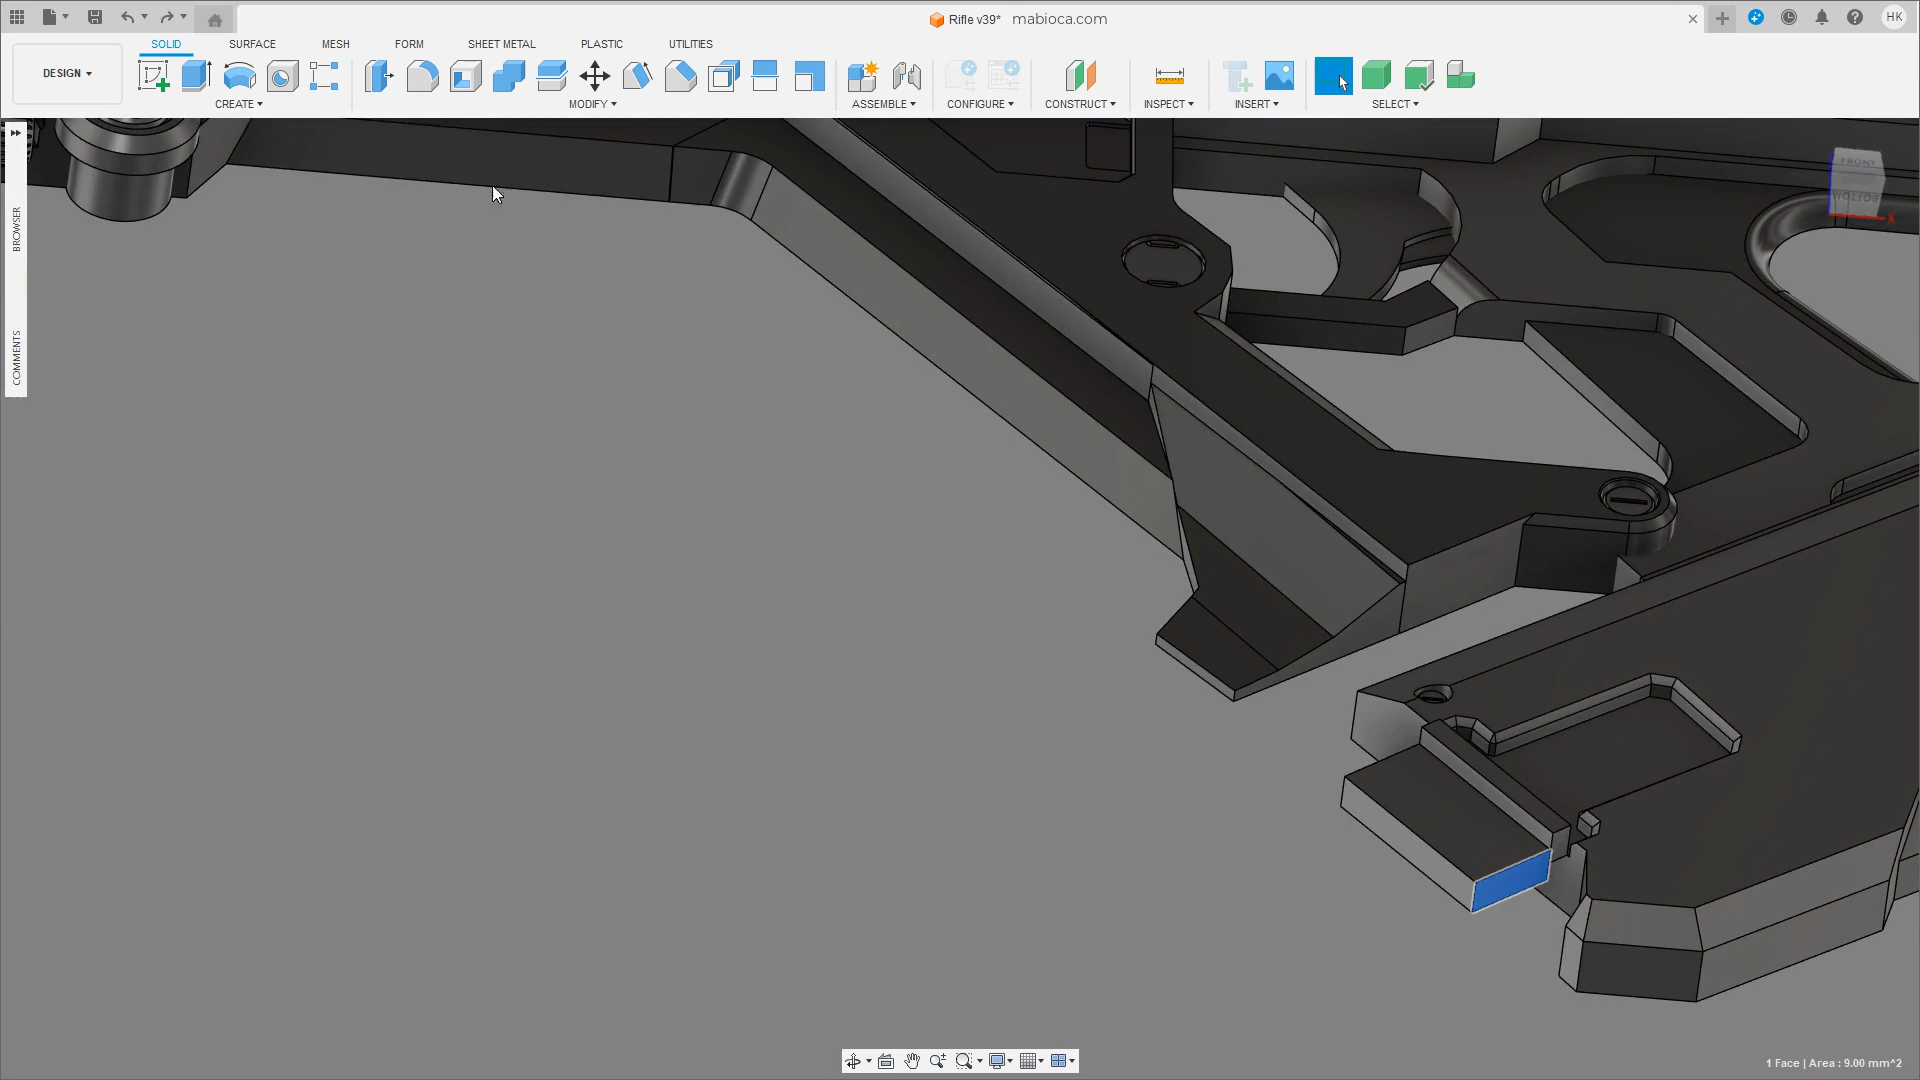 Rifle v39* mabioca.com
HK
DESIGN
SOLID SURFACE MESH FORM SHEET METAL PLASTIC UTILITIES
CREATE MODIFY ASSEMBLE CONFIGURE CONSTRUCT INSPECT INSERT SELECT
BROWSER
COMMENTS
FRONT
BOTTOM
X
1 Face | Area : 9.00 mm^2